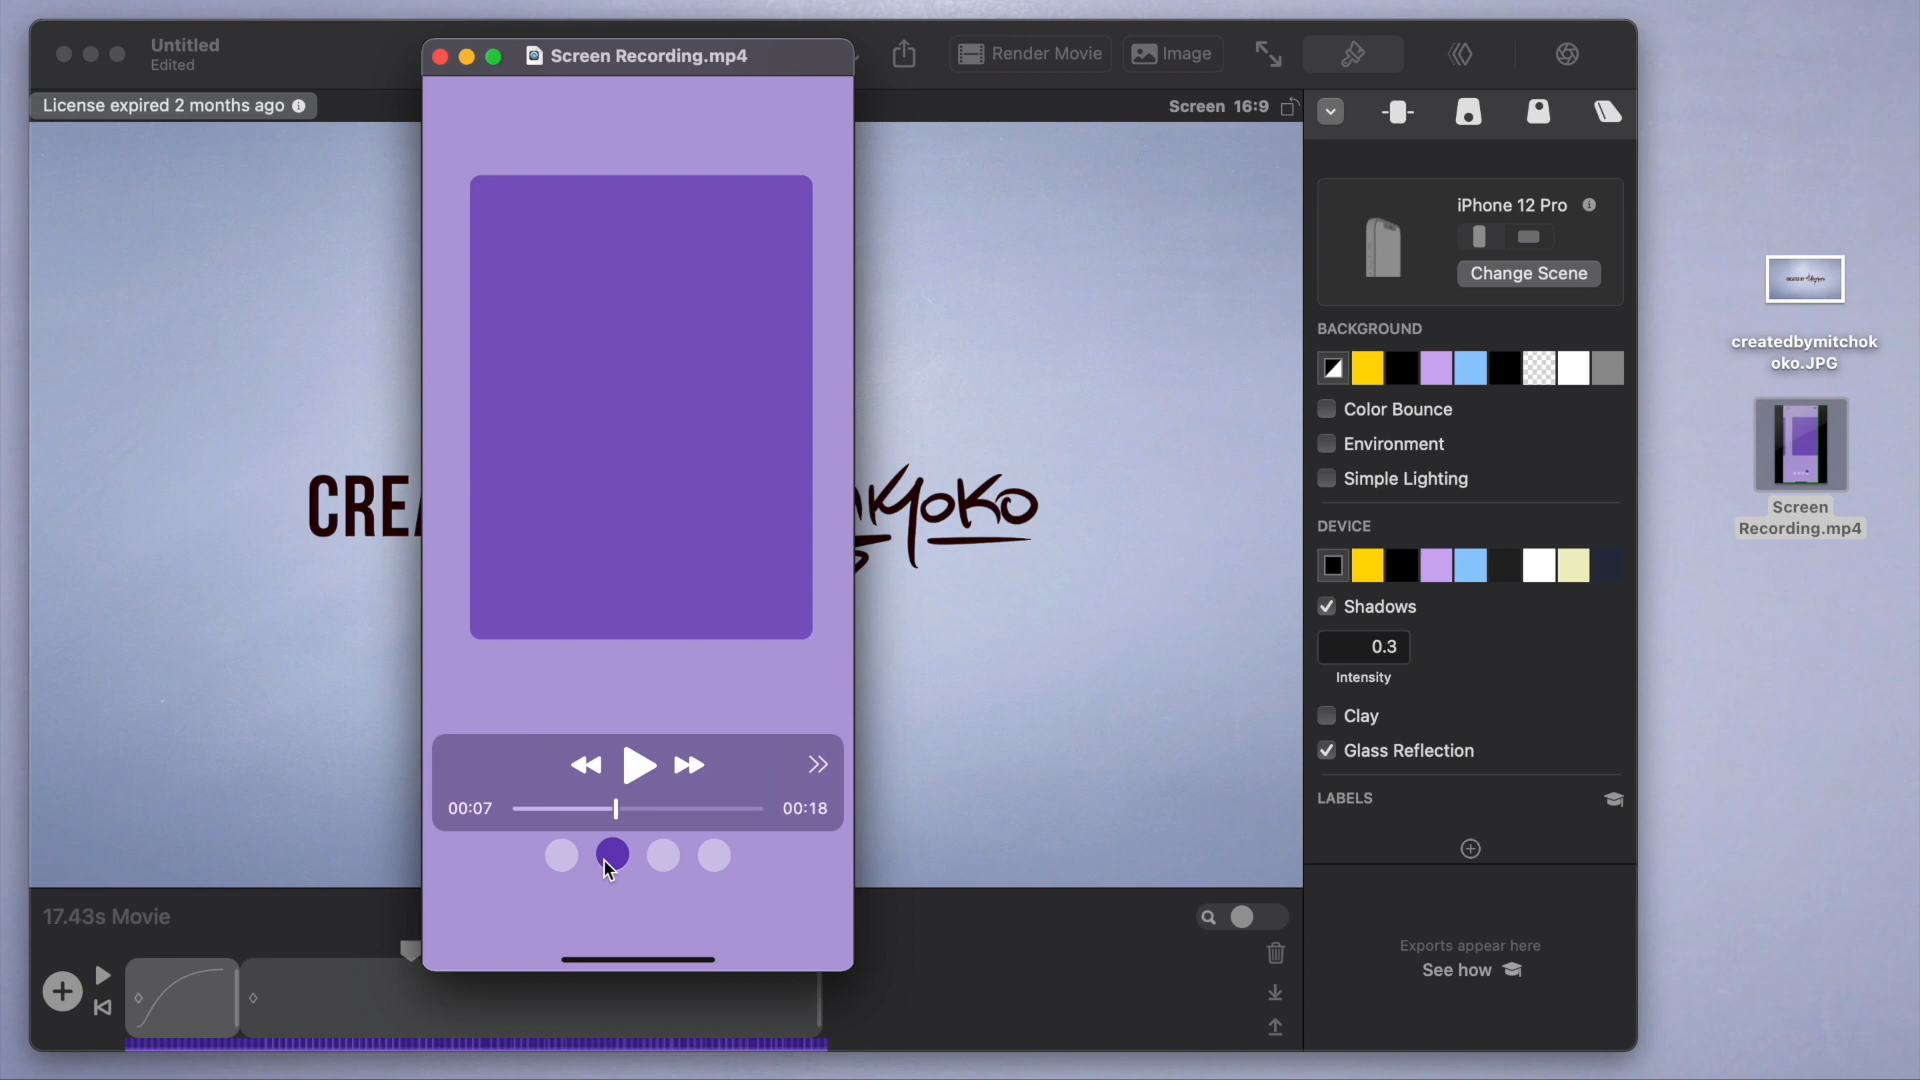 Untitled
Edited
Screen Recording.mp4
Render Movie
Image
License expired 2 months ago
Screen 16:9
iPhone 12 Pro
Change Scene
BACKGROUND
Color Bounce
Environment
Simple Lighting
DEVICE
Shadows
0.3
Intensity
Clay
Glass Reflection
LABELS
Exports appear here
See how
createdbymitchok
oko.JPG
Screen
Recording.mp4
00:07
00:18
17.43s Movie